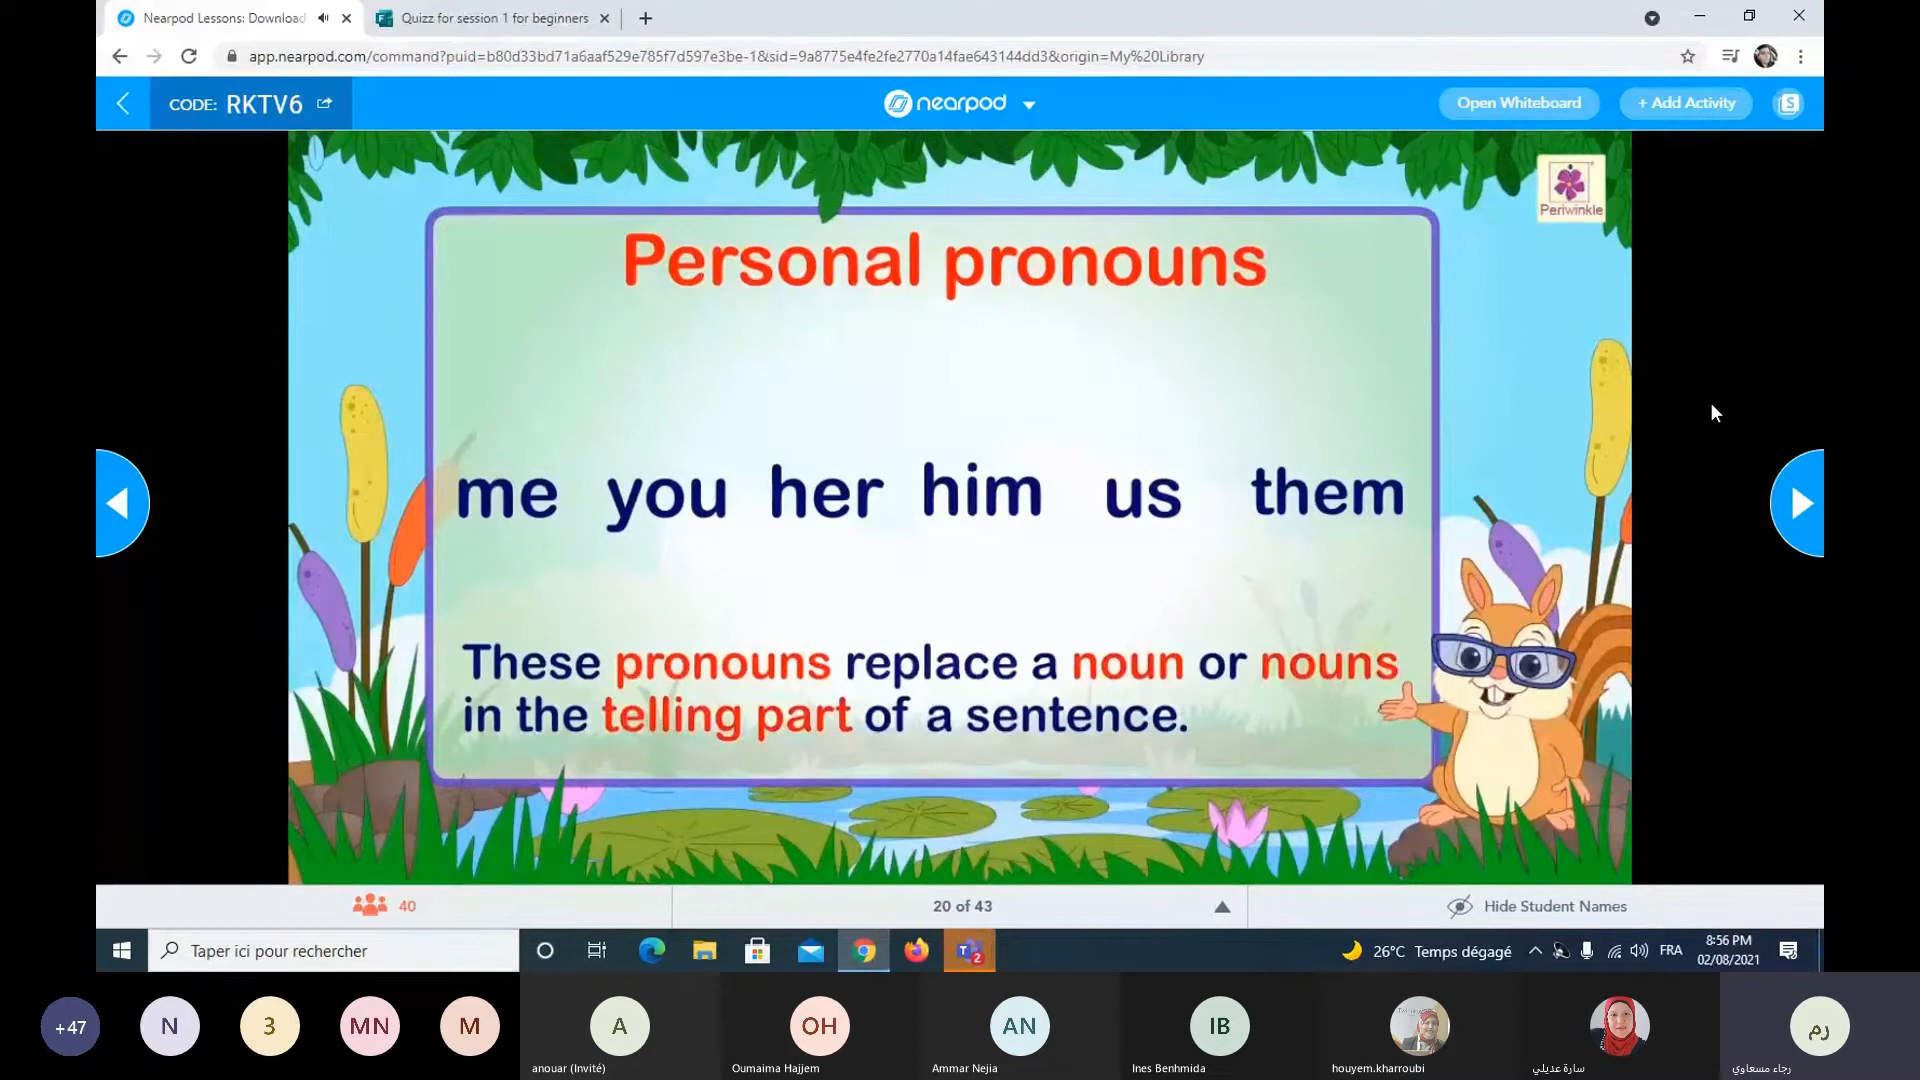 Nearpod Lessons: Download
Quizz for session 1 for beginners
app.nearpod.com/command?puid=b80d33bd71a6aaf529e785f7d597e3be-1&sid=9a8775e4fe2fe2770a14fae643144dd3&origin=My%20Library
CODE: RKTV6
nearpod
Open Whiteboard
+ Add Activity
S
Periwinkle
Personal pronouns
me you her him us them
These pronouns replace a noun or nouns
in the telling part of a sentence.
40
20 of 43
Hide Student Names
Taper ici pour rechercher
2
26°C Temps dégagé
FRA
8:56 PM
02/08/2021
+47
N
3
MN
M
A
OH
AN
IB
رم
anouar (Invité)
Oumaima Hajjem
Ammar Nejia
Ines Benhmida
houyem.kharroubi
سارة عديلي
رجاء مسعاوي